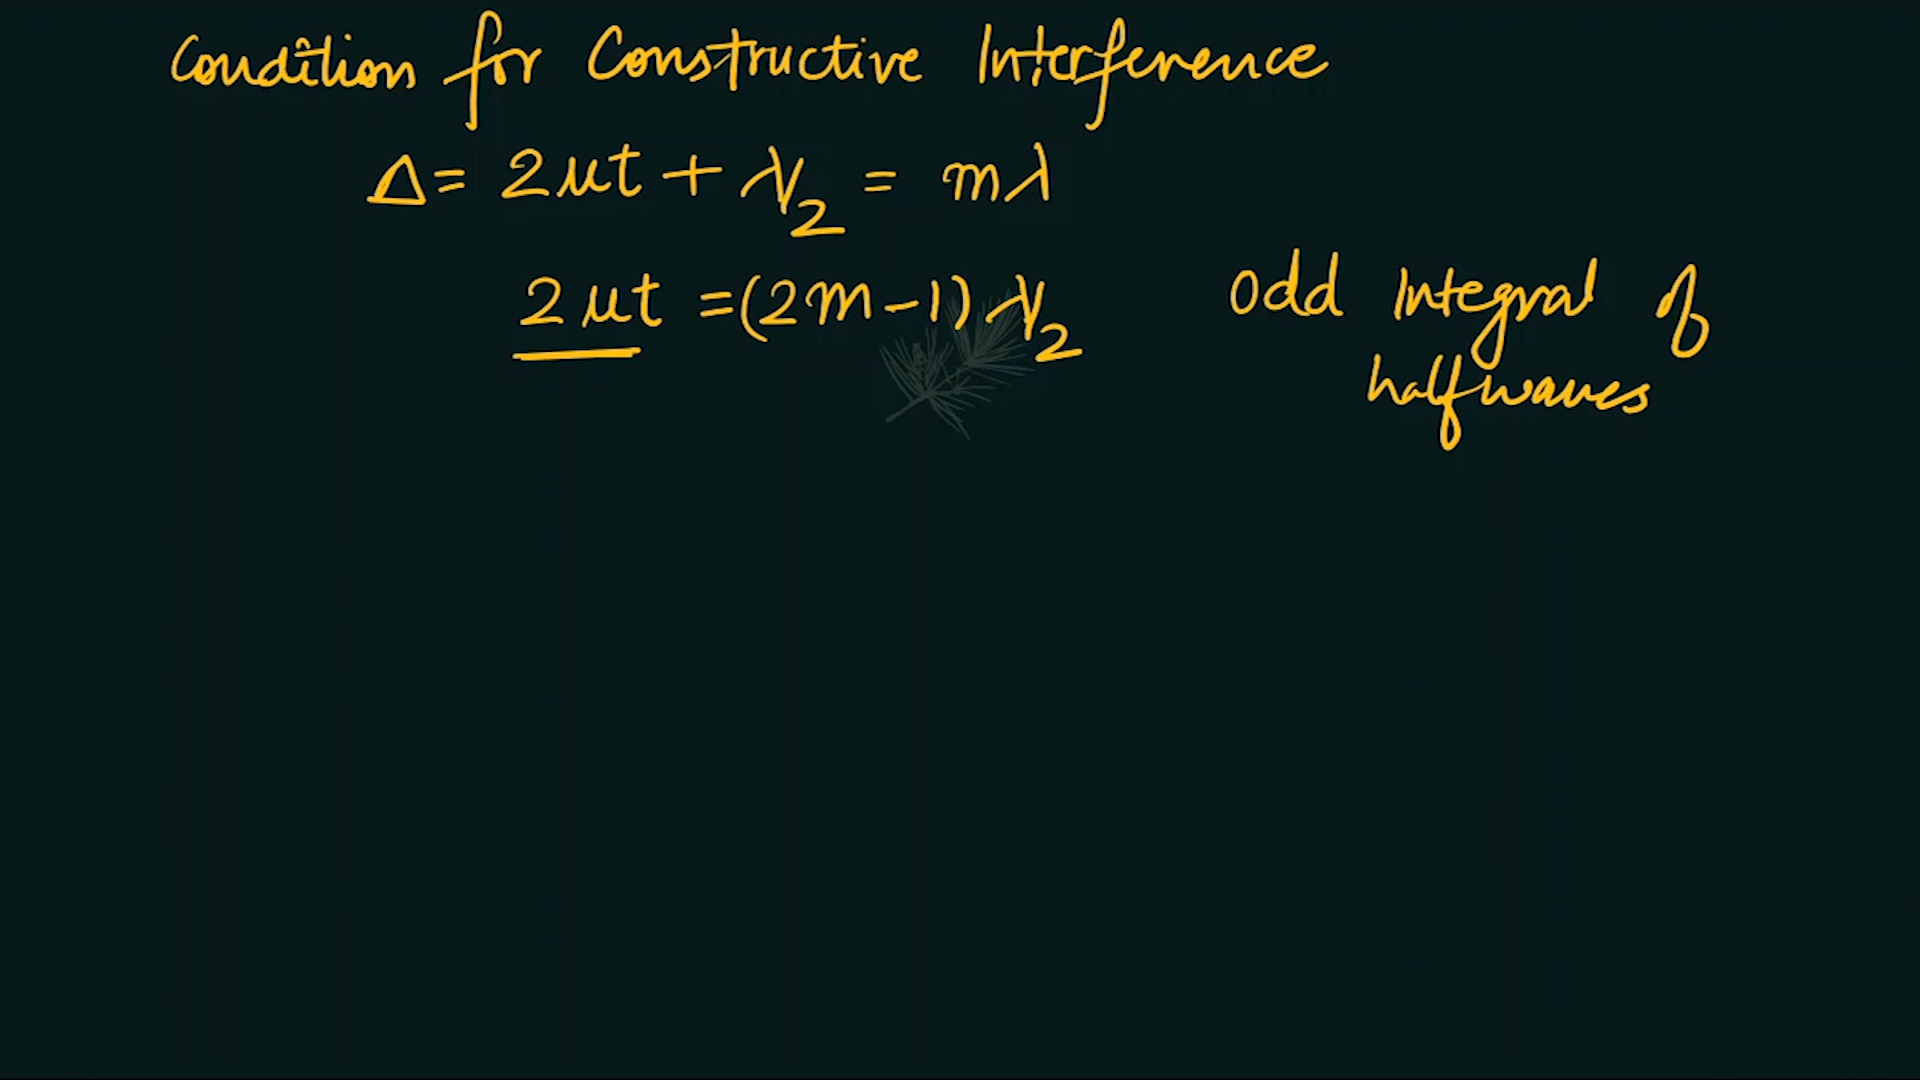 Condition for Constructive Interference
Δ = 2μt + λ/2 = mλ
2μt = (2m-1) λ/2
Odd Integral of
halfwaves